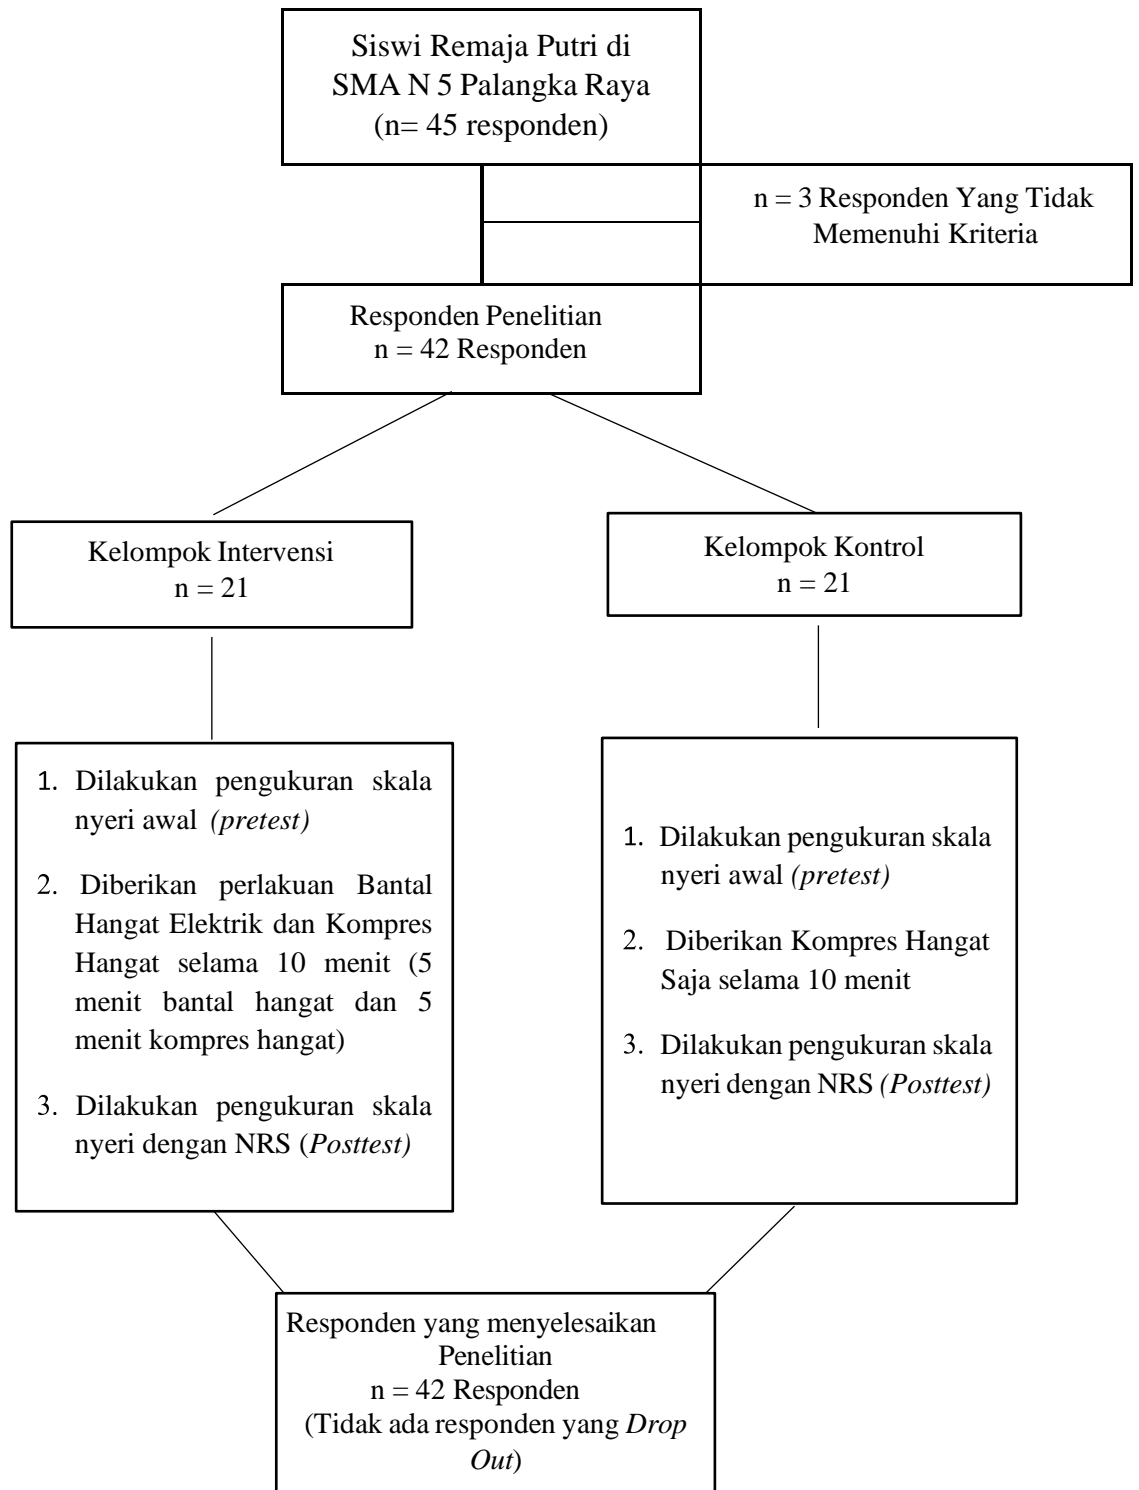 Siswi Remaja Putri di
SMA N 5 Palangka Raya
(n= 45 responden)
n = 3 Responden Yang Tidak
Memenuhi Kriteria
Responden Penelitian
n = 42 Responden
Kelompok Intervensi
n = 21
Kelompok Kontrol
n = 21
1. Dilakukan pengukuran skala
nyeri awal (pretest)
2. Diberikan perlakuan Bantal
Hangat Elektrik dan Kompres
Hangat selama 10 menit (5
menit bantal hangat dan 5
menit kompres hangat)
3. Dilakukan pengukuran skala
nyeri dengan NRS (Posttest)
1. Dilakukan pengukuran skala
nyeri awal (pretest)
2. Diberikan Kompres Hangat
Saja selama 10 menit
3. Dilakukan pengukuran skala
nyeri dengan NRS (Posttest)
Responden yang menyelesaikan
Penelitian
n = 42 Responden
(Tidak ada responden yang Drop
Out)